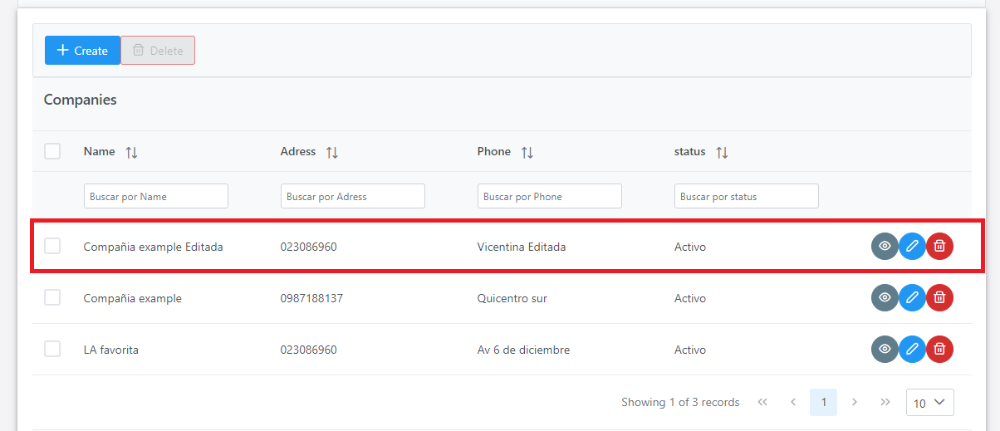 Create Delete
Companies
Name Adress Phone status
Buscar por Name Buscar por Adress Buscar por Phone Buscar por status
Compañia example Editada 023086960 Vicentina Editada Activo
Compañia example 0987188137 Quicentro sur Activo
LA favorita 023086960 Av 6 de diciembre Activo
Showing 1 of 3 records 1 10